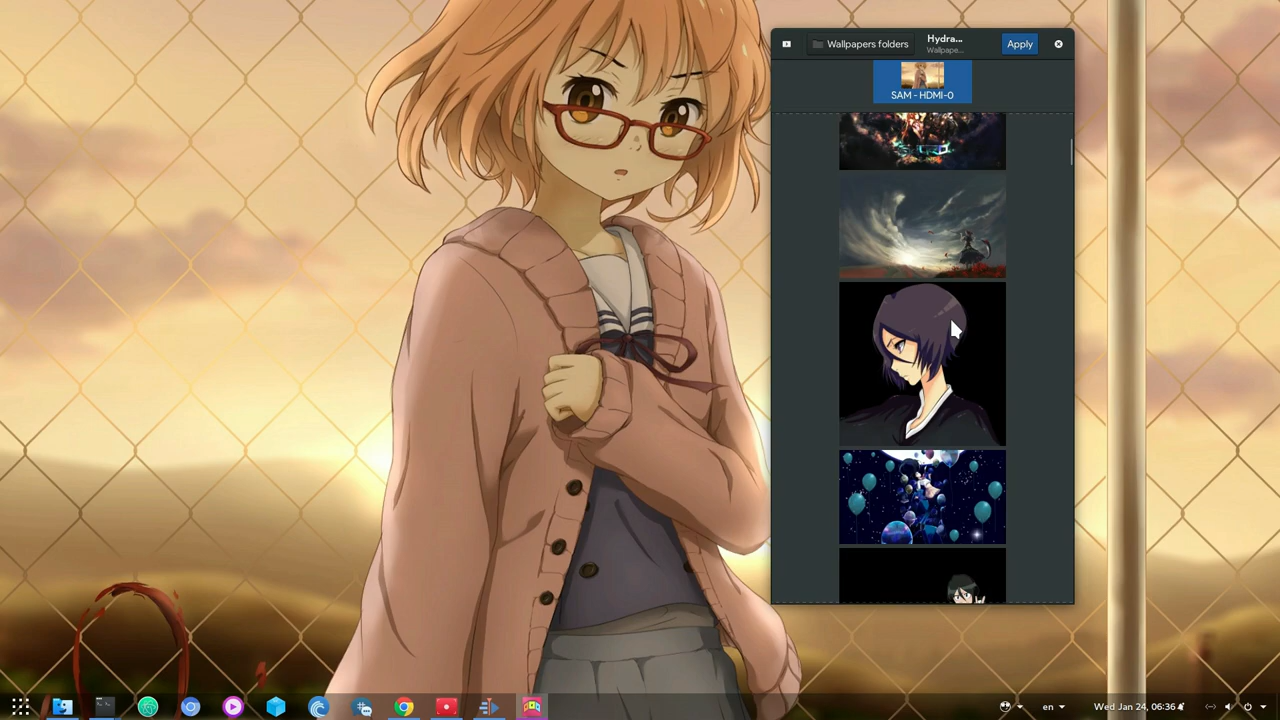 Wallpapers folders
Hydra...
Wallpape...
Apply
SAM - HDMI-0
en
Wed Jan 24, 06:36